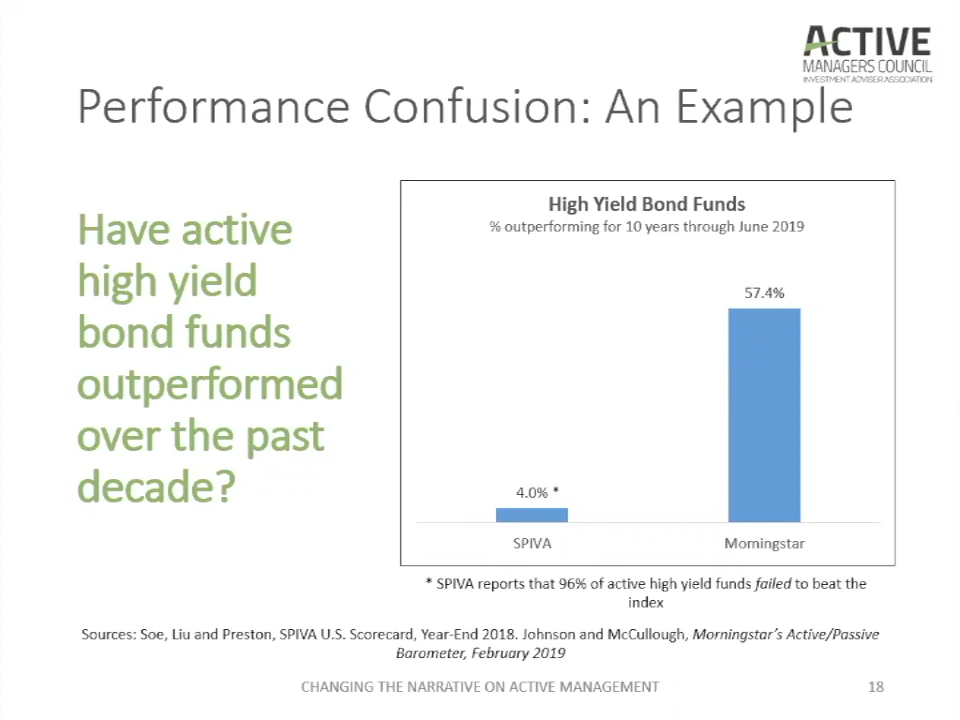 ACTIVE
MANAGERS COUNCIL
INVESTMENT ADVISER ASSOCIATION
Performance Confusion: An Example
Have active
high yield
bond funds
outperformed
over the past
decade?
High Yield Bond Funds
% outperforming for 10 years through June 2019
57.4%
4.0% *
SPIVA
Morningstar
* SPIVA reports that 96% of active high yield funds failed to beat the
index
Sources: Soe, Liu and Preston, SPIVA U.S. Scorecard, Year-End 2018. Johnson and McCullough, Morningstar's Active/Passive
Barometer, February 2019
CHANGING THE NARRATIVE ON ACTIVE MANAGEMENT
18